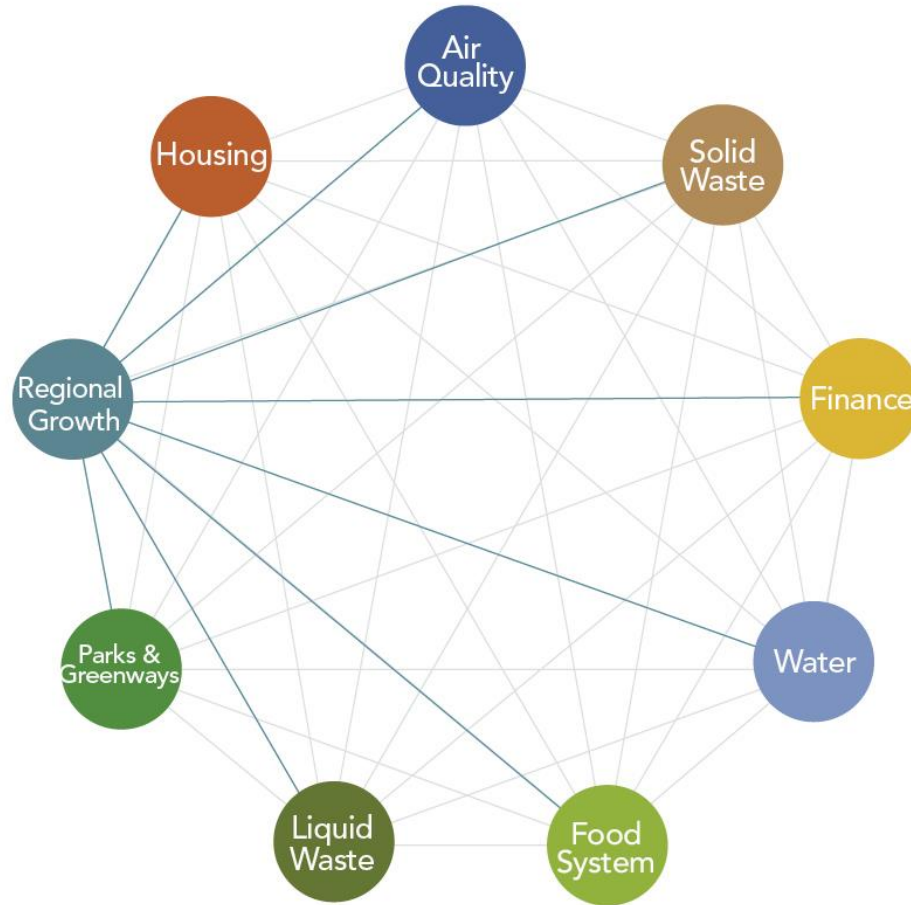 Air
Quality
Housing
Solid
Waste
Regional
Growth
Finance
Parks &
Greenways
Water
Liquid
Waste
Food
System